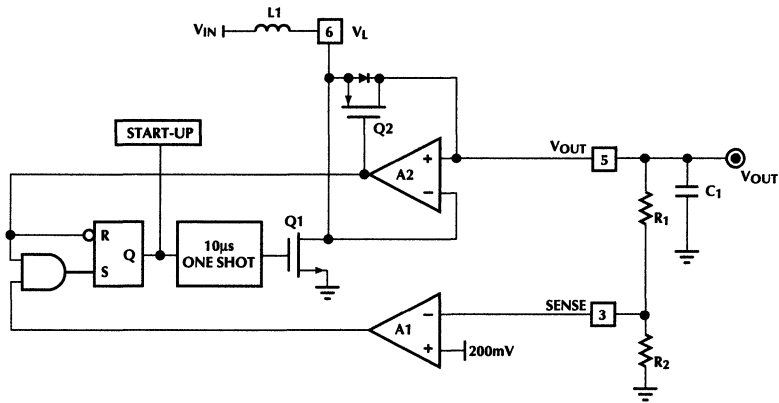 L1
VIN
6
VL
START-UP
Q2
+
A2
−
VOUT
5
VOUT
C1
R1
Q1
R
Q
S
10µs
ONE SHOT
SENSE
3
−
A1
+
200mV
R2